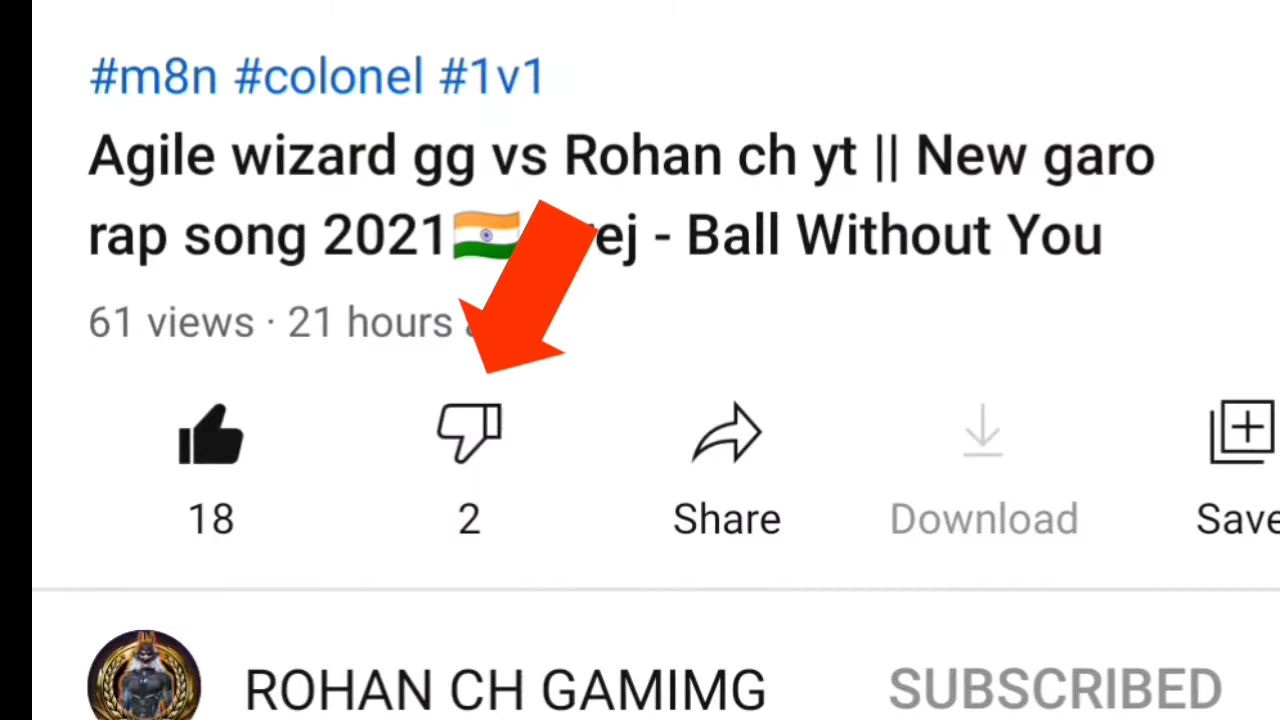 #m8n #colonel #1v1
Agile wizard gg vs Rohan ch yt || New garo
rap song 2021 - Ball Without You
61 views · 21 hours
18
2
Share
Download
Save
ROHAN CH GAMIMG
SUBSCRIBED